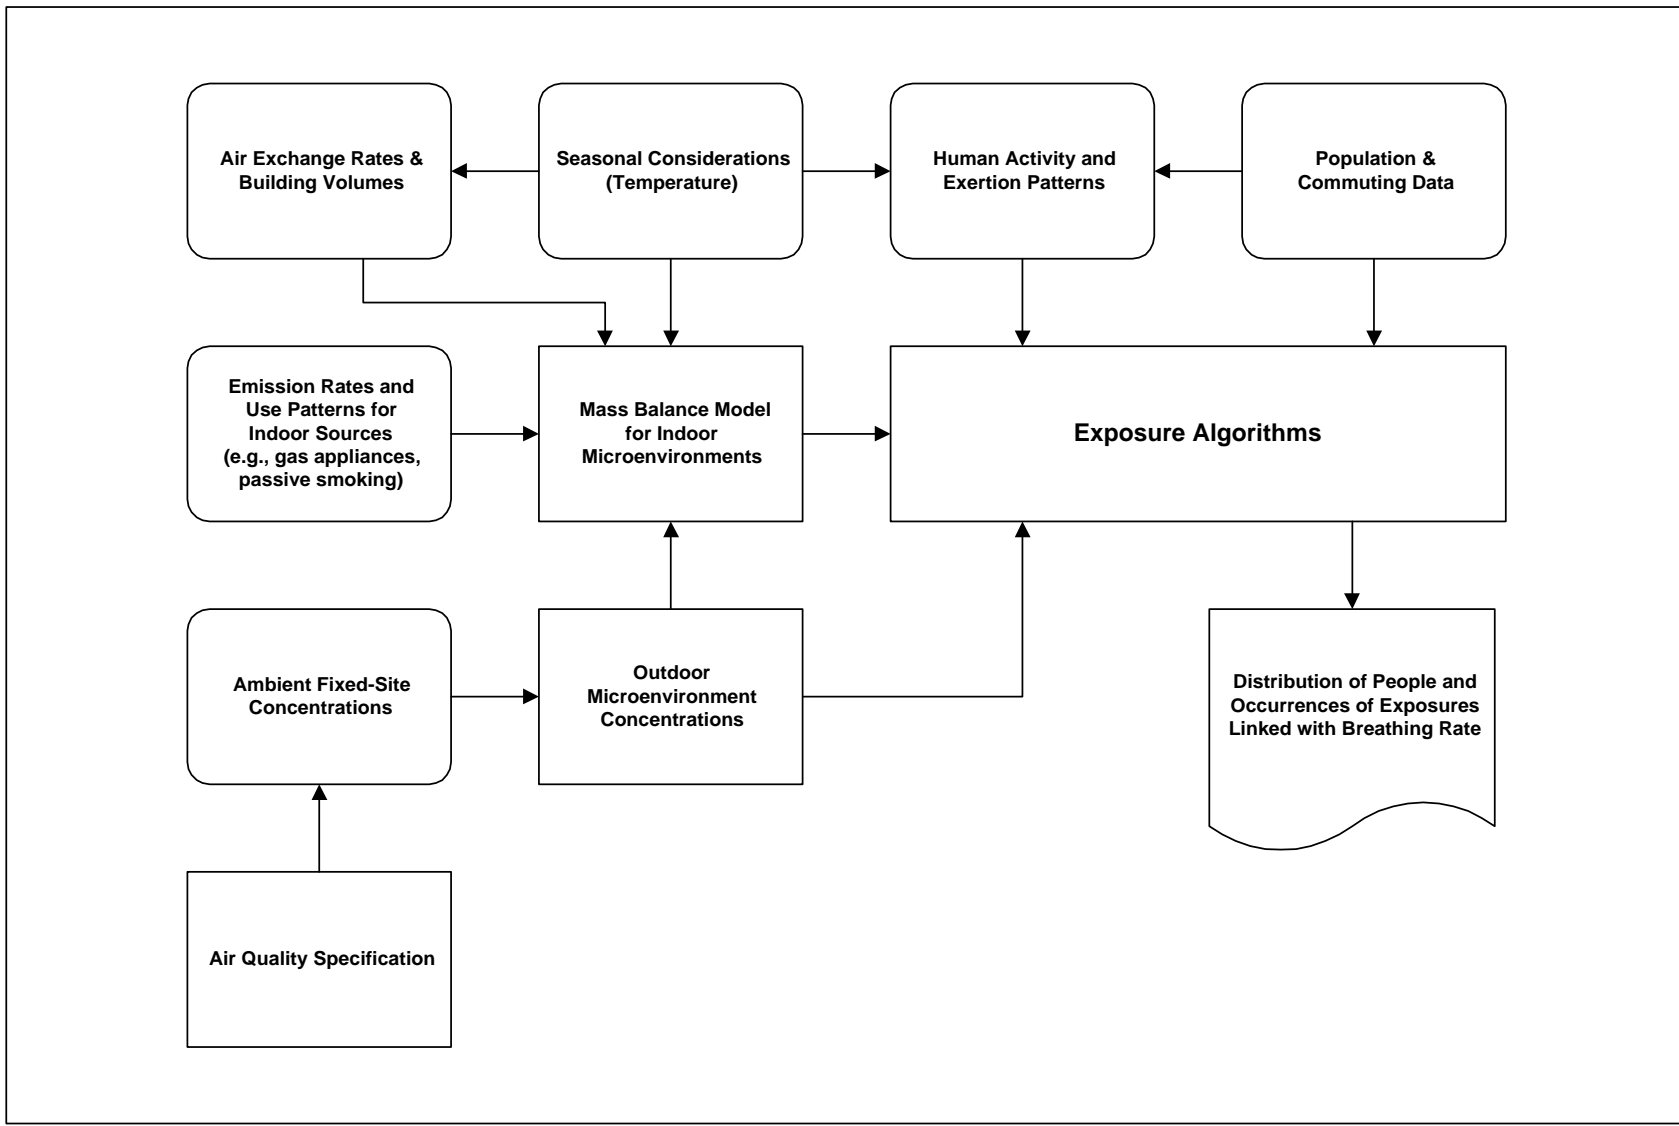 Air Exchange Rates &
Building Volumes
Seasonal Considerations
(Temperature)
Human Activity and
Exertion Patterns
Population &
Commuting Data
Emission Rates and
Use Patterns for
Indoor Sources
(e.g., gas appliances,
passive smoking)
Mass Balance Model
for Indoor
Microenvironments
Exposure Algorithms
Ambient Fixed-Site
Concentrations
Outdoor
Microenvironment
Concentrations
Distribution of People and
Occurrences of Exposures
Linked with Breathing Rate
Air Quality Specification